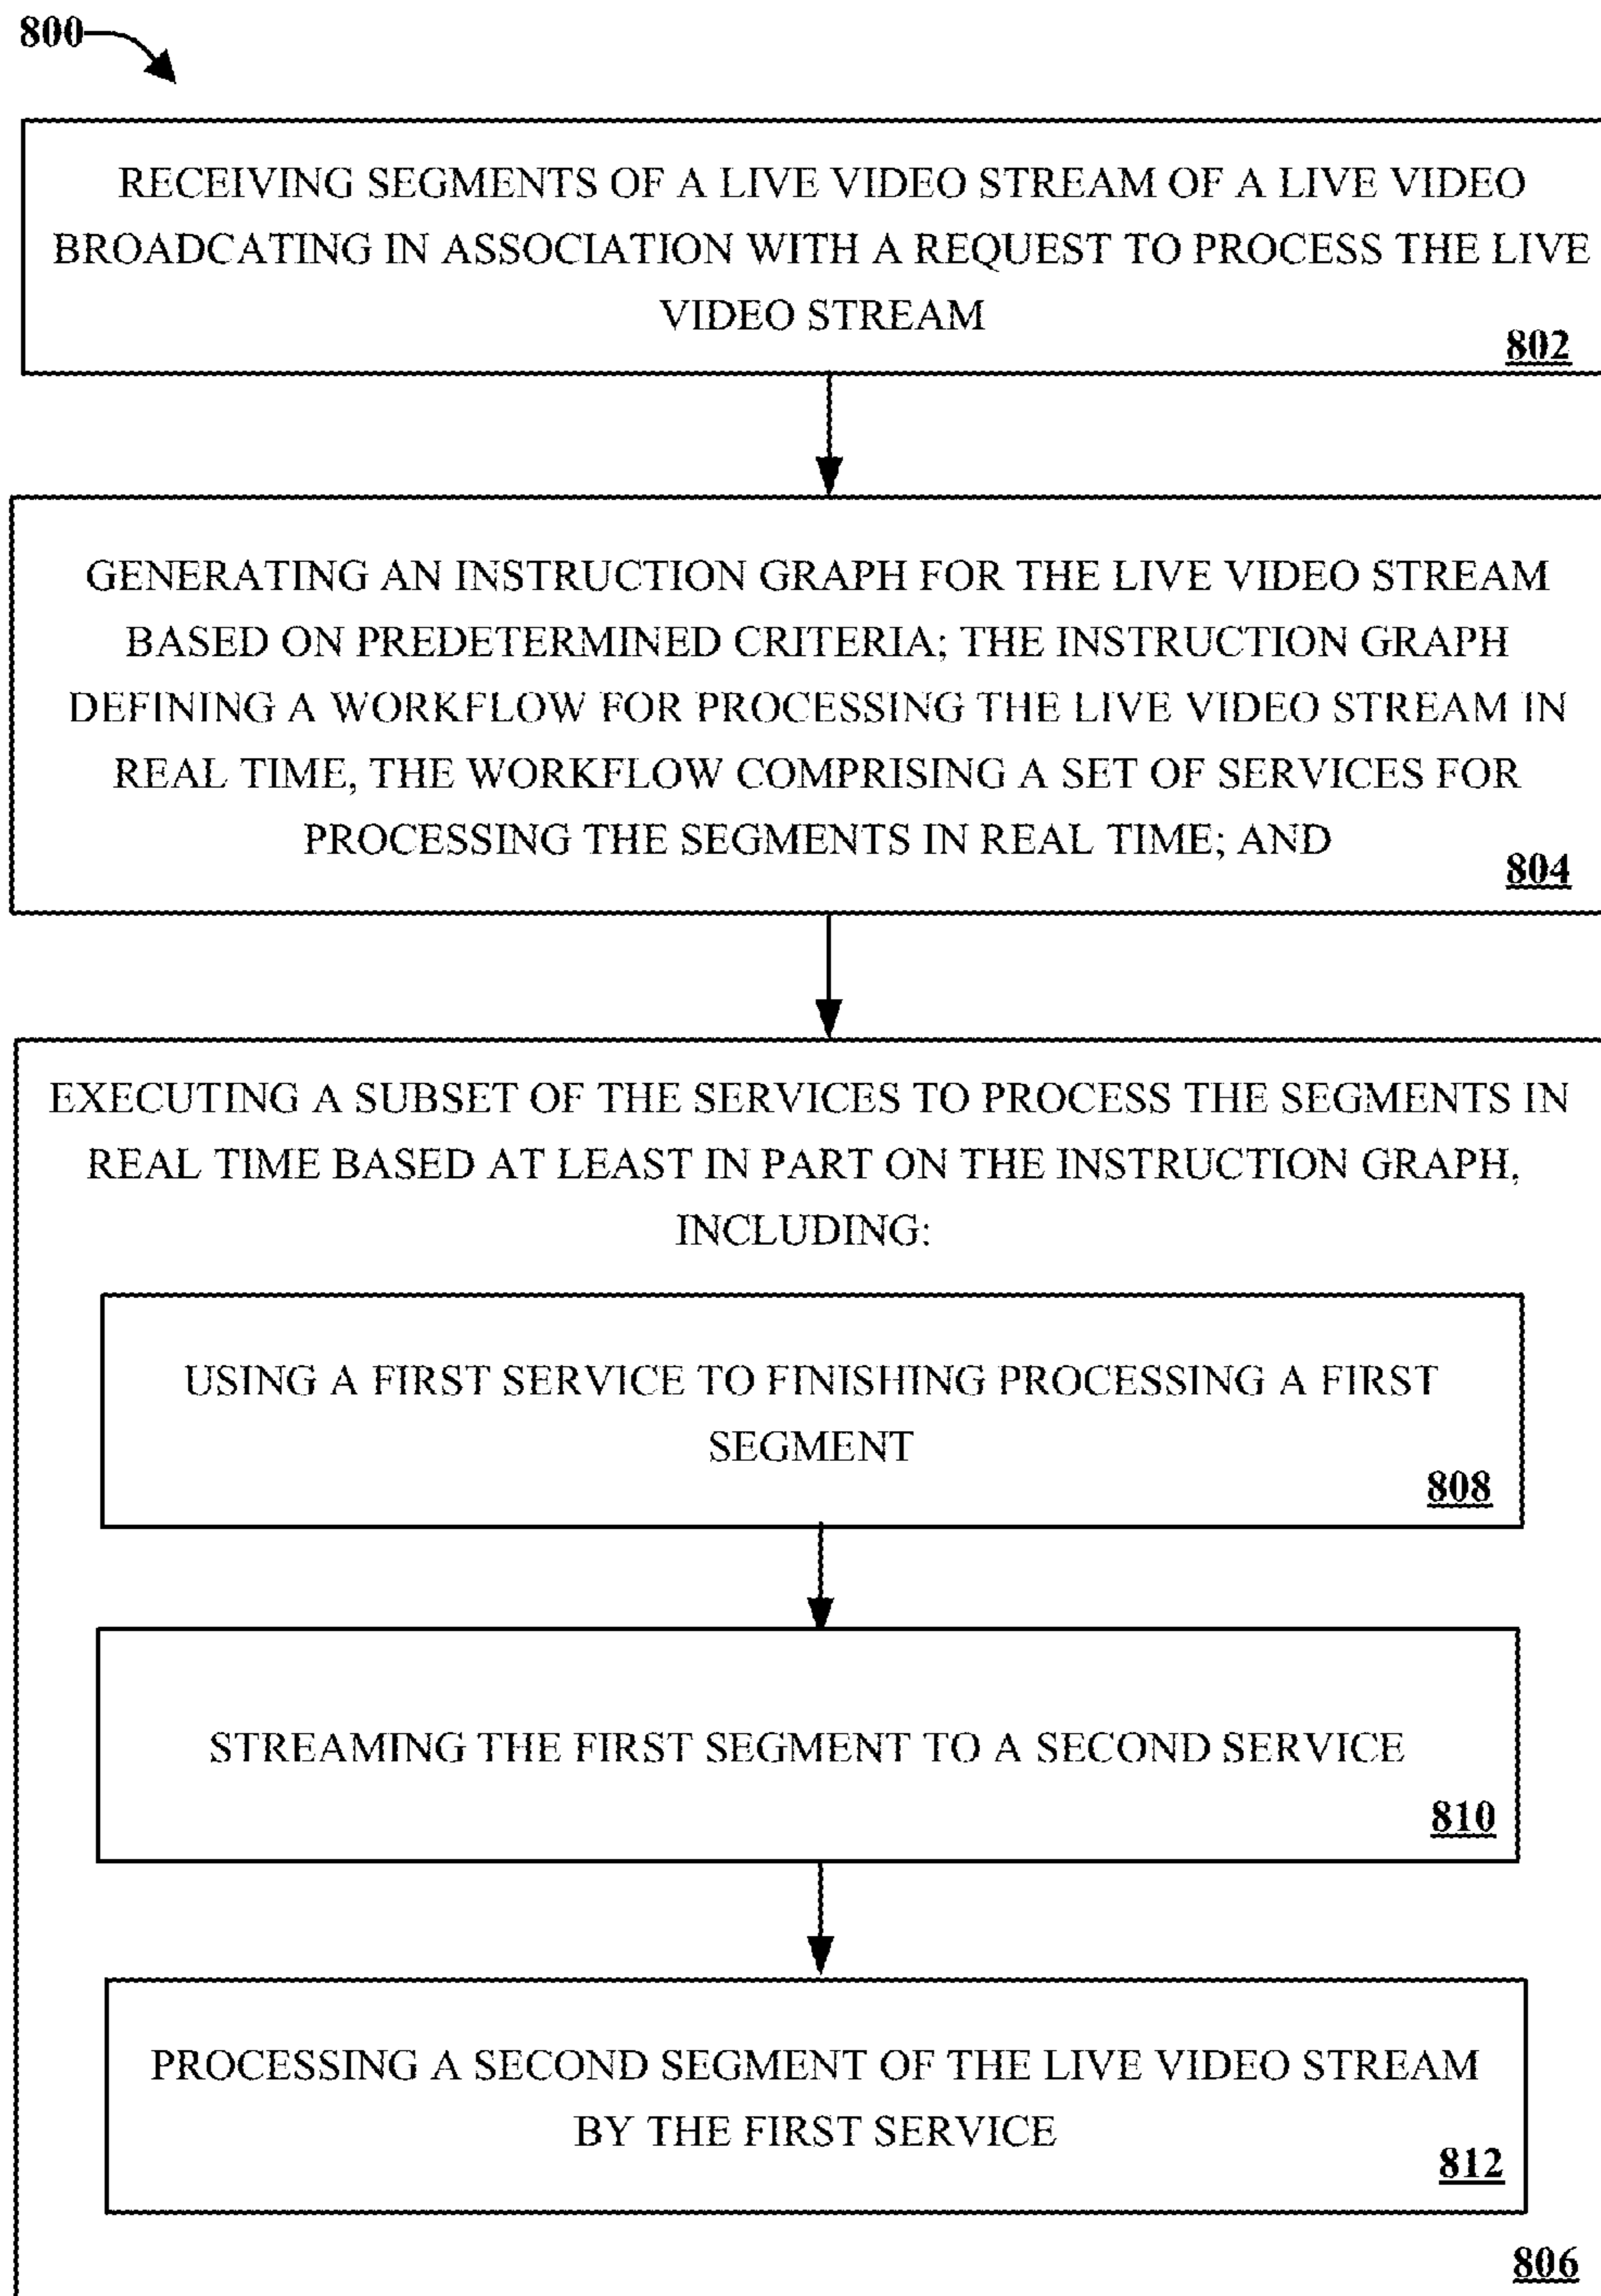 800
RECEIVING SEGMENTS OF A LIVE VIDEO STREAM OF A LIVE VIDEO
BROADCATING IN ASSOCIATION WITH A REQUEST TO PROCESS THE LIVE
VIDEO STREAM
802
GENERATING AN INSTRUCTION GRAPH FOR THE LIVE VIDEO STREAM
BASED ON PREDETERMINED CRITERIA; THE INSTRUCTION GRAPH
DEFINING A WORKFLOW FOR PROCESSING THE LIVE VIDEO STREAM IN
REAL TIME, THE WORKFLOW COMPRISING A SET OF SERVICES FOR
PROCESSING THE SEGMENTS IN REAL TIME; AND
804
EXECUTING A SUBSET OF THE SERVICES TO PROCESS THE SEGMENTS IN
REAL TIME BASED AT LEAST IN PART ON THE INSTRUCTION GRAPH,
INCLUDING:
USING A FIRST SERVICE TO FINISHING PROCESSING A FIRST
SEGMENT
808
STREAMING THE FIRST SEGMENT TO A SECOND SERVICE
810
PROCESSING A SECOND SEGMENT OF THE LIVE VIDEO STREAM
BY THE FIRST SERVICE
812
806